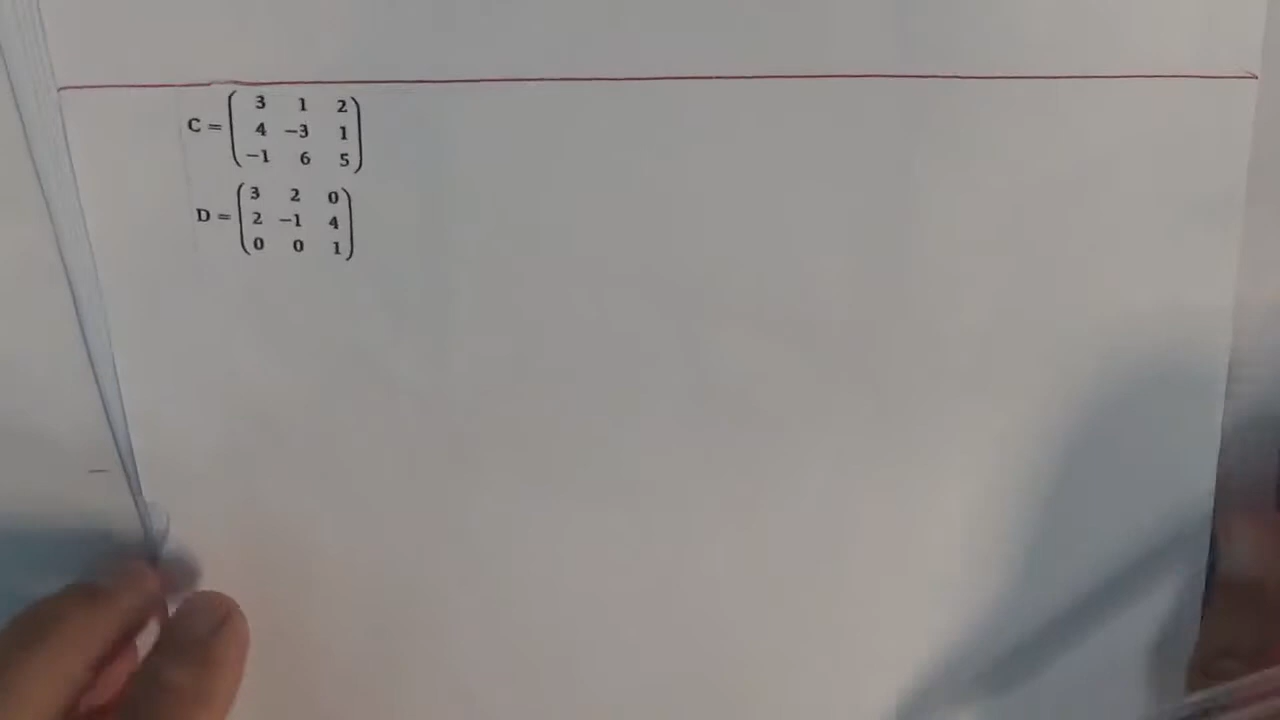 C = ( 3 1 2
4 −3 1
−1 6 5 )
D = ( 3 2 0
2 −1 4
0 0 1 )